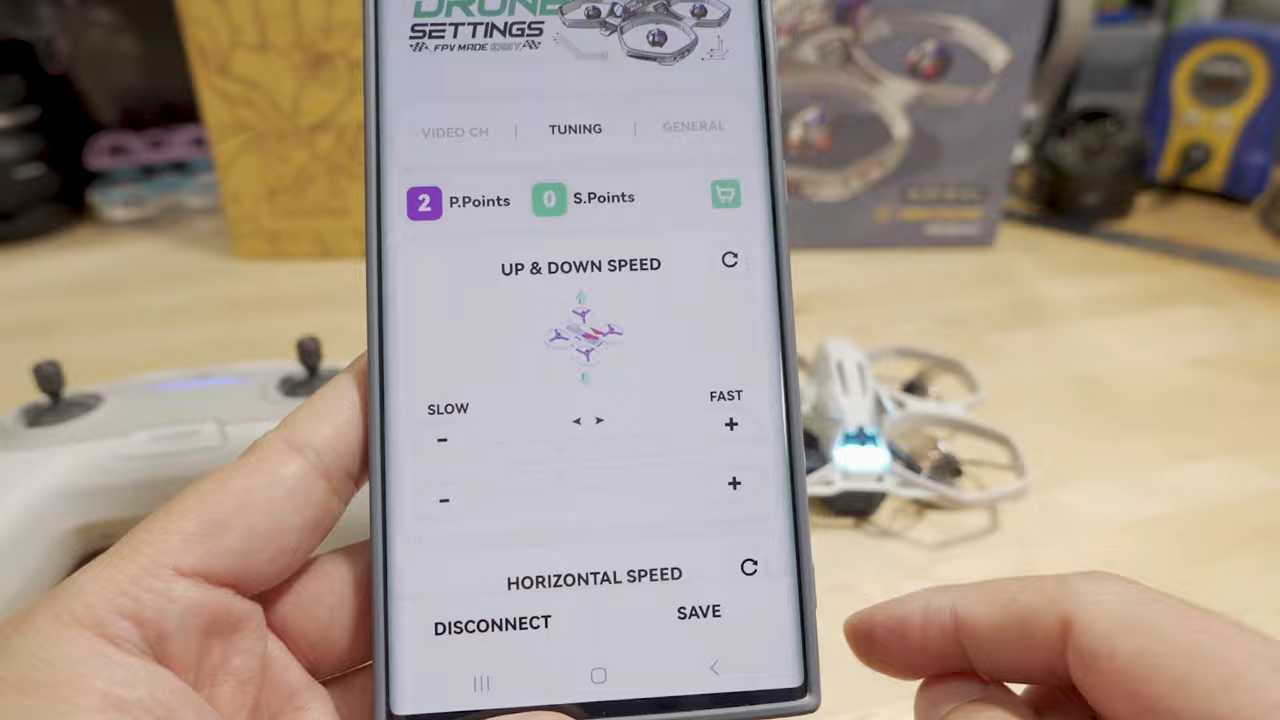 DRONE
SETTINGS
FPV MADE EASY
VIDEO CH | TUNING | GENERAL
2 P.Points 0 S.Points
UP & DOWN SPEED
SLOW FAST
- +
- +
HORIZONTAL SPEED
DISCONNECT SAVE